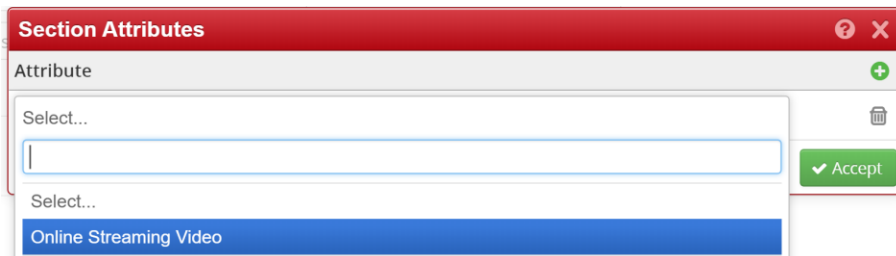 Section Attributes
Attribute
Select...
Accept
Select...
Online Streaming Video